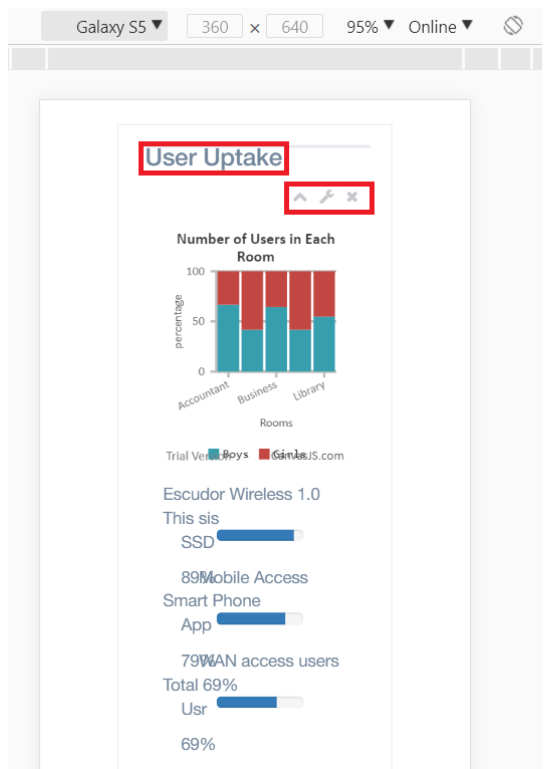 Galaxy S5 ▼ 360 x 640 95% ▼ Online ▼
User Uptake
Number of Users in Each
Room
100
50
0
percentage
Accountant Business Library
Rooms
Boys Girls
Trial Version CanvasJS.com
Escudor Wireless 1.0
This sis
SSD
89% Mobile Access
Smart Phone
App
79% WAN access users
Total 69%
Usr
69%